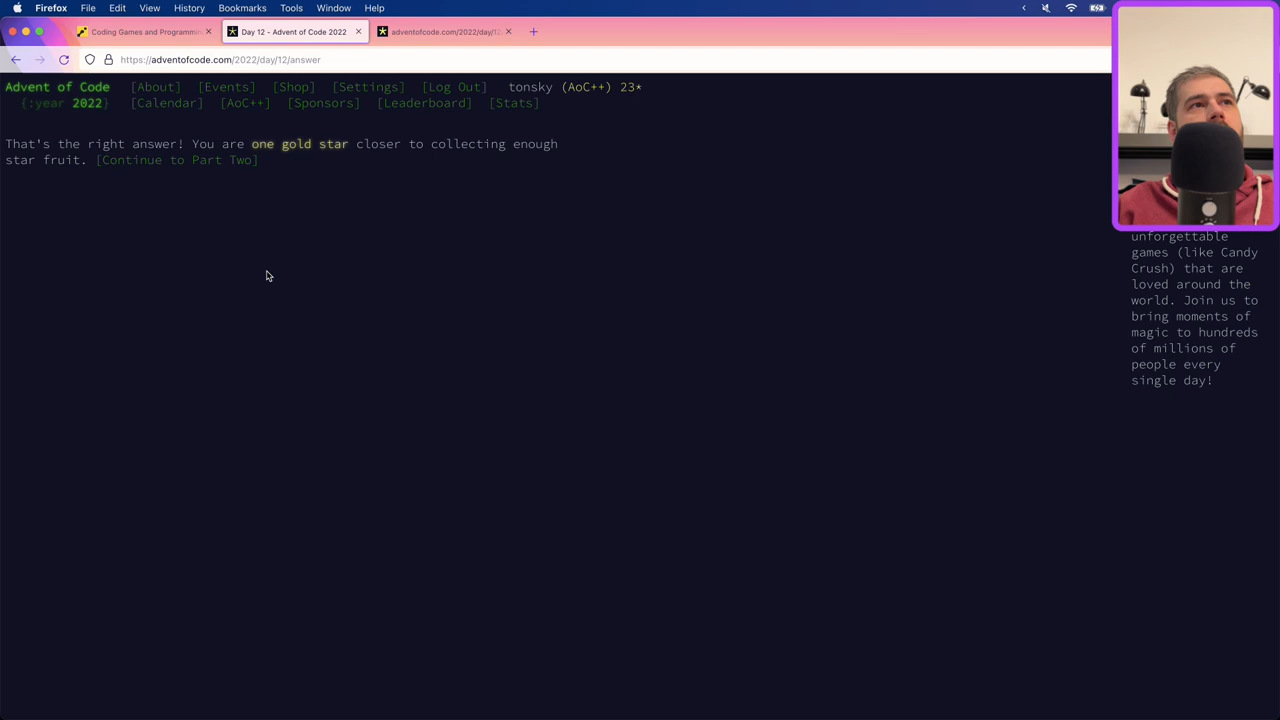 Firefox File Edit View History Bookmarks Tools Window Help
Coding Games and Programmin
Day 12 - Advent of Code 2022
adventofcode.com/2022/day/12
https://adventofcode.com/2022/day/12/answer
Advent of Code [About] [Events] [Shop] [Settings] [Log Out] tonsky (AoC++) 23*
{:year 2022} [Calendar] [AoC++] [Sponsors] [Leaderboard] [Stats]
That's the right answer! You are one gold star closer to collecting enough
star fruit. [Continue to Part Two]
unforgettable
games (like Candy
Crush) that are
loved around the
world. Join us to
bring moments of
magic to hundreds
of millions of
people every
single day!